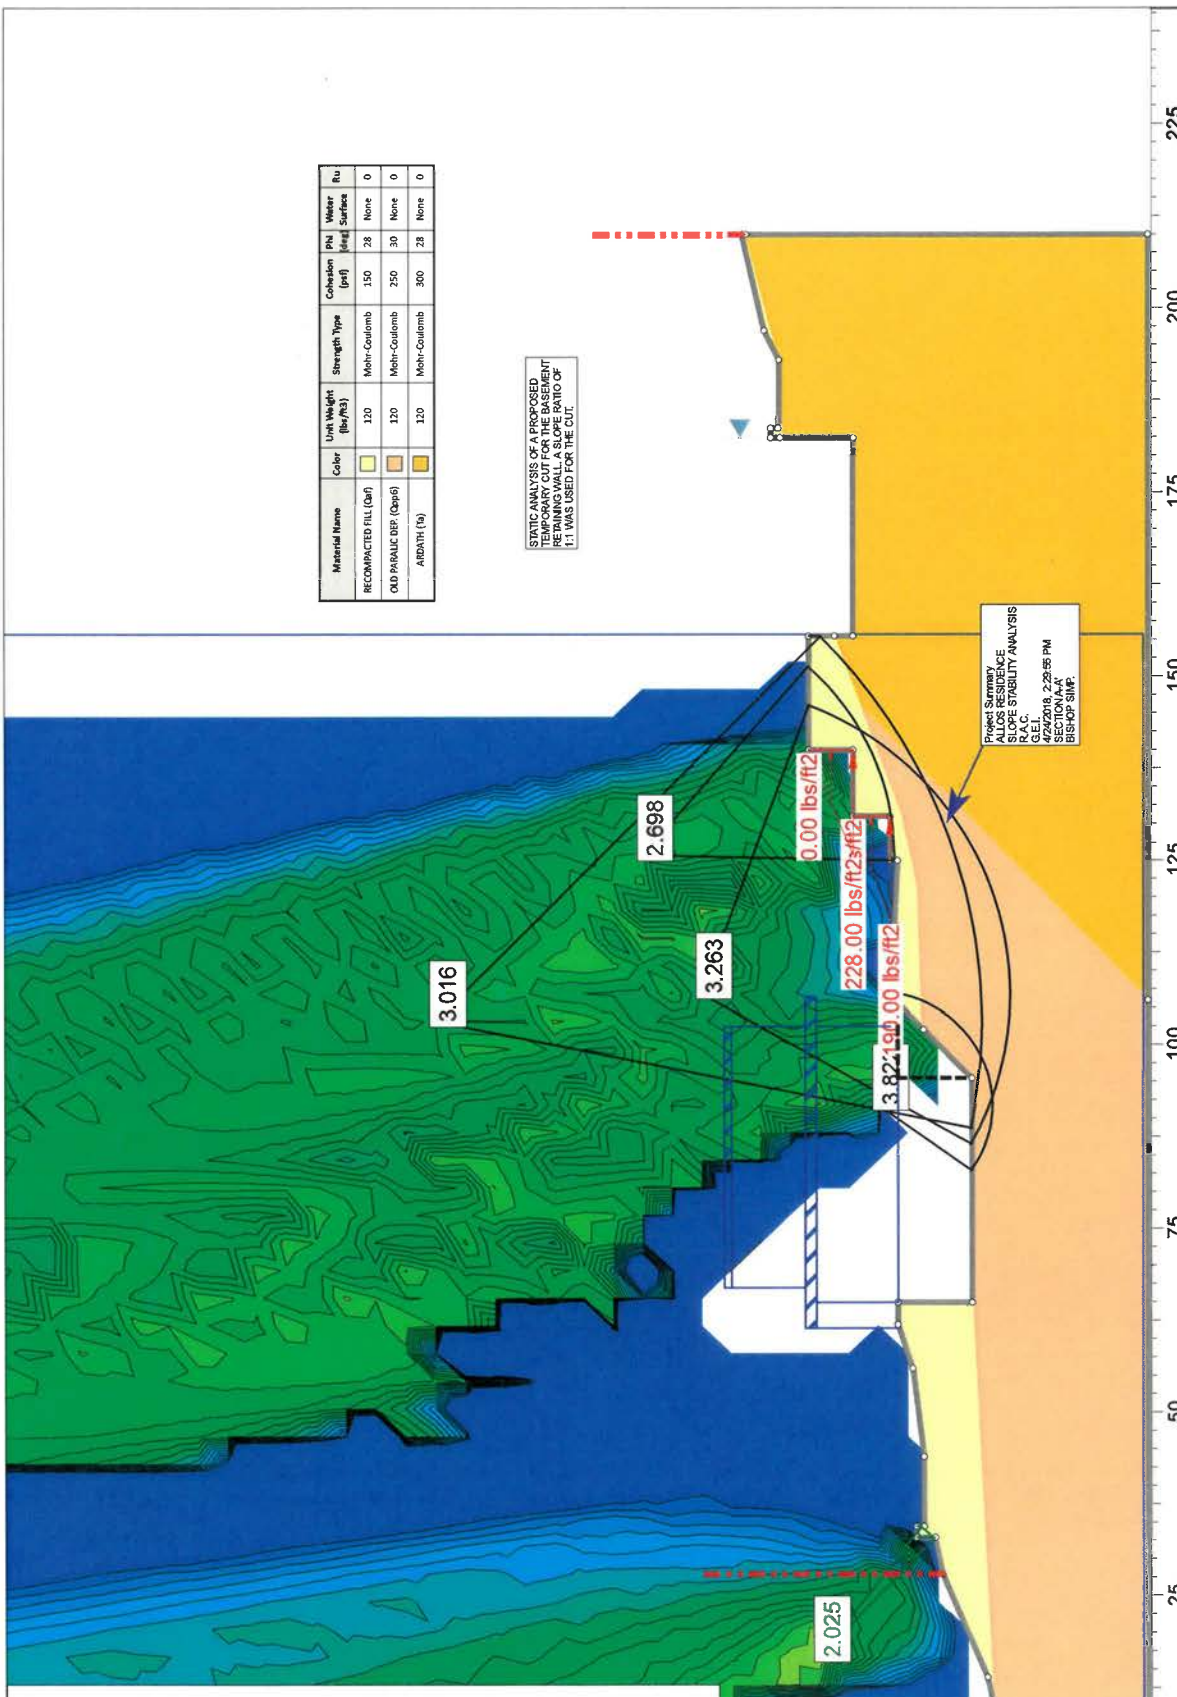 Material Name Color Unit Weight (lbs/ft3) Strength Type Cohesion (psf) Phi (deg) Water Surface Ru
RECOMPACTED FILL (Qaf) 120 Mohr-Coulomb 150 28 None 0
OLD PARALIC DEP. (Qop6) 120 Mohr-Coulomb 250 30 None 0
ARDATH (Ta) 120 Mohr-Coulomb 300 28 None 0
STATIC ANALYSIS OF A PROPOSED
TEMPORARY CUT FOR THE BASEMENT
RETAINING WALL. A SLOPE RATIO OF
1:1 WAS USED FOR THE CUT.
3.016
2.698
3.263
0.00 lbs/ft2
228.00 lbs/ft2
190.00 lbs/ft2
2.025
Project Summary
ALLOS RESIDENCE
SLOPE STABILITY ANALYSIS
R.A.C.
G.E.I.
4/24/2018, 2:29:55 PM
SECTION A-A'
BISHOP SIMP.
25 50 75 100 125 150 175 200 225